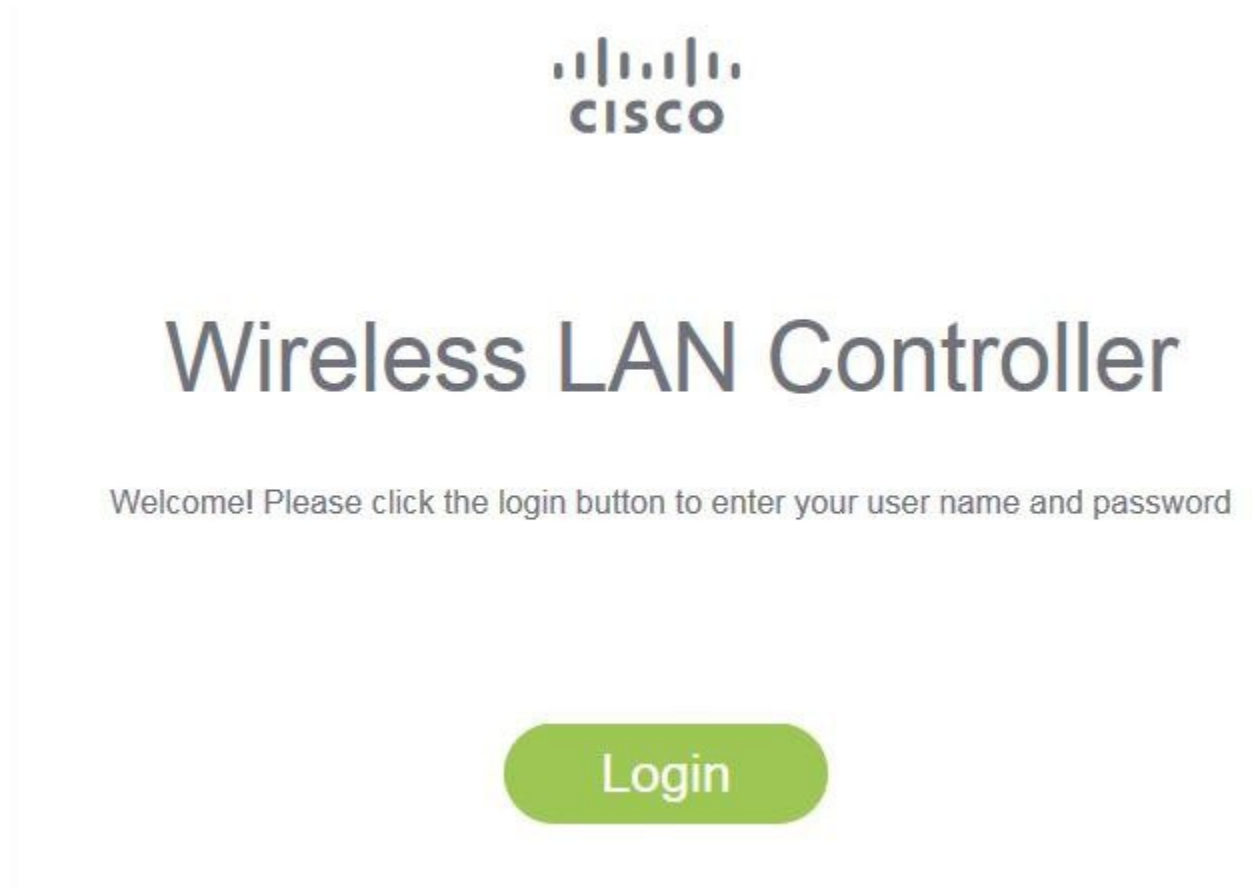 CISCO
Wireless LAN Controller
Welcome! Please click the login button to enter your user name and password
Login